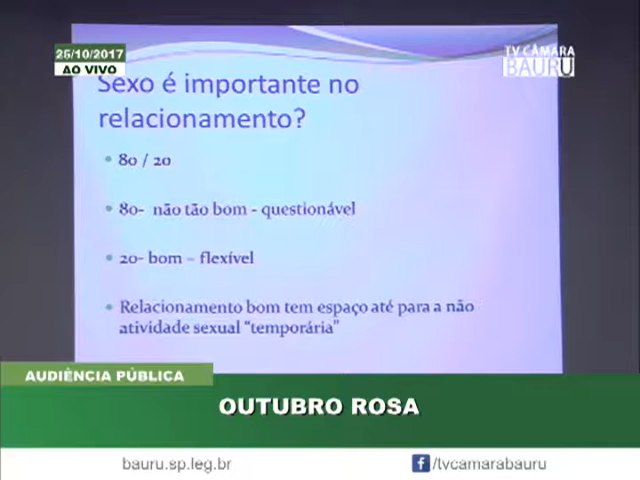 25/10/2017
AO VIVO
TV CÂMARA
BAURU
Sexo é importante no
relacionamento?
• 80 / 20
• 80- não tão bom - questionável
• 20- bom – flexível
• Relacionamento bom tem espaço até para a não
atividade sexual "temporária"
AUDIÊNCIA PÚBLICA
OUTUBRO ROSA
bauru.sp.leg.br
/tvcamarabauru